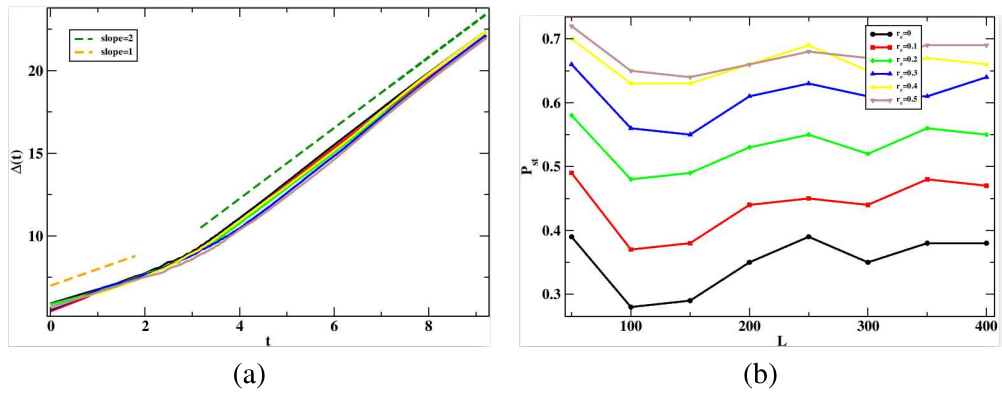 slope=2
slope=1
20
15
10
Δ(t)
0
2
4
6
8
t
(a)
r_c=0
r_c=0.1
r_c=0.2
r_c=0.3
r_c=0.4
r_c=0.5
0.7
0.6
0.5
0.4
0.3
P_st
100
200
300
400
L
(b)